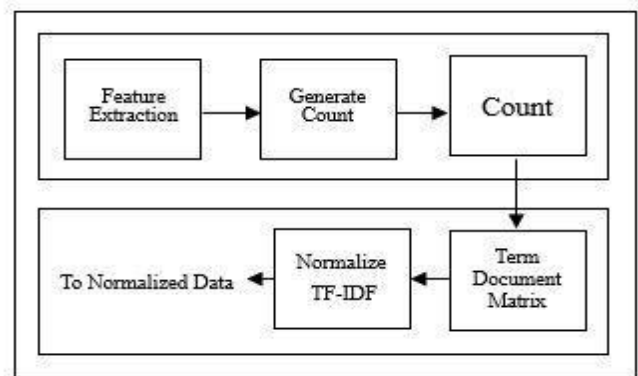 Feature
Extraction
Generate
Count
Count
Term
Document
Matrix
Normalize
TF-IDF
To Normalized Data